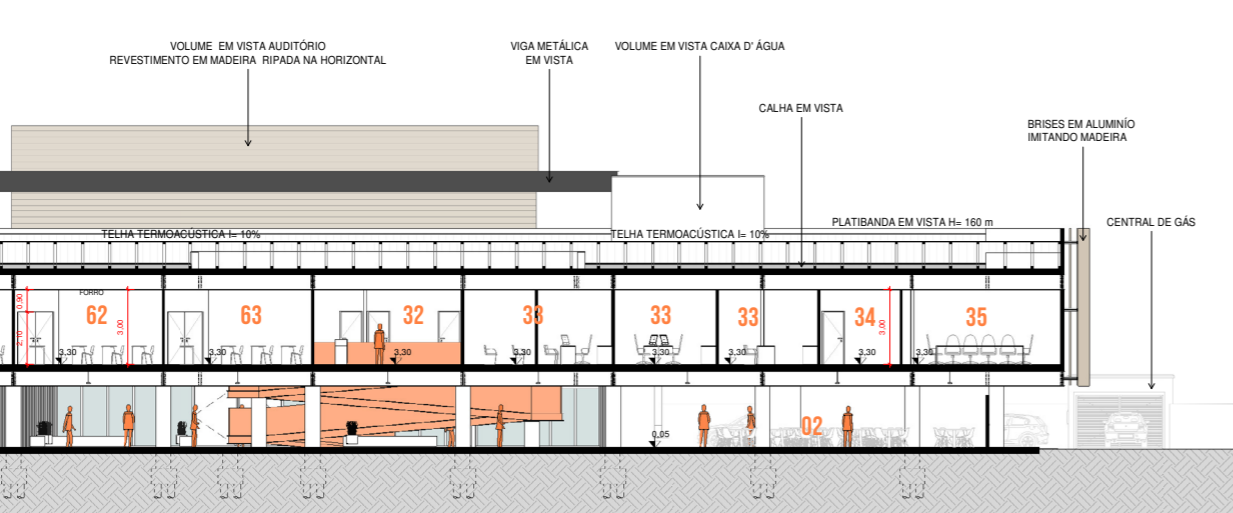 VOLUME EM VISTA AUDITÓRIO
REVESTIMENTO EM MADEIRA RIPADA NA HORIZONTAL
VIGA METÁLICA
EM VISTA
VOLUME EM VISTA CAIXA D' ÁGUA
CALHA EM VISTA
BRISES EM ALUMINÍO
IMITANDO MADEIRA
PLATIBANDA EM VISTA H= 160 m
CENTRAL DE GÁS
TELHA TERMOACÚSTICA I= 10%
TELHA TERMOACÚSTICA I= 10%
FORRO
0,90
2,10
3,00
62
63
32
33
33
33
34
3,00
35
3,30
3,30
3,30
3,30
3,30
3,30
3,30
3,30
02
0,05